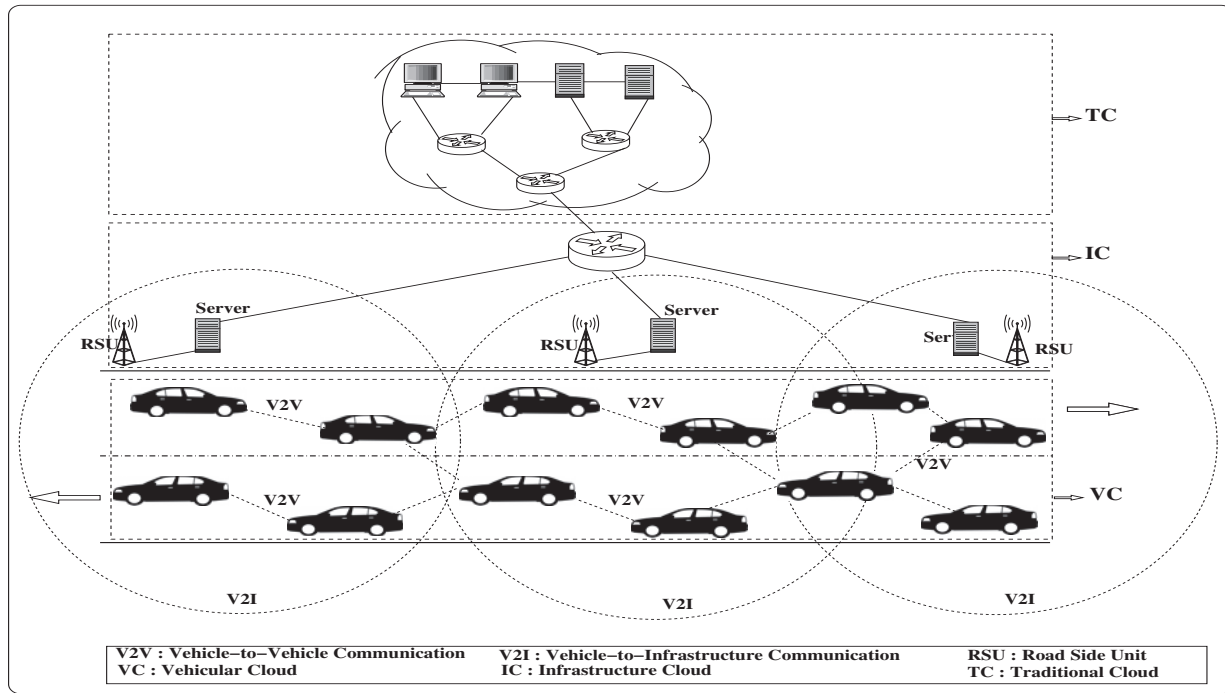 TC
IC
Server
Server
Ser
RSU
RSU
RSU
V2V
V2V
V2V
V2V
V2V
VC
V2I
V2I
V2I
V2V : Vehicle-to-Vehicle Communication
V2I : Vehicle-to-Infrastructure Communication
RSU : Road Side Unit
VC : Vehicular Cloud
IC : Infrastructure Cloud
TC : Traditional Cloud